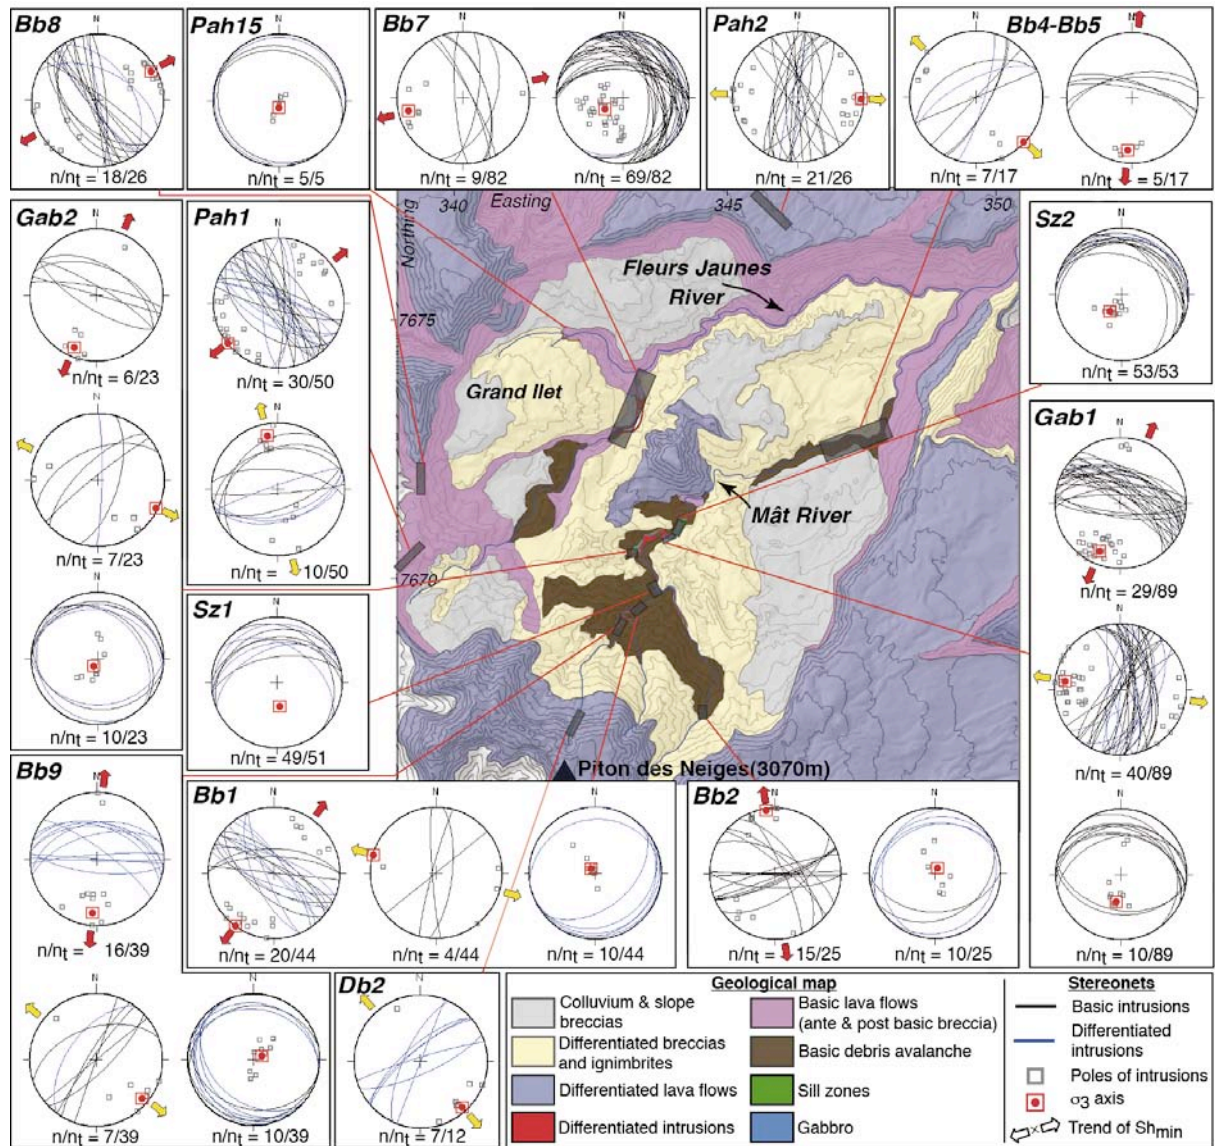 Bb8
N
n/nt = 18/26
Pah15
N
n/nt = 5/5
Bb7
N
n/nt = 9/82
N
n/nt = 69/82
Pah2
N
n/nt = 21/26
Bb4-Bb5
N
n/nt = 7/17
N
n/nt = 5/17
Gab2
N
n/nt = 6/23
N
n/nt = 7/23
N
n/nt = 10/23
Pah1
N
n/nt = 30/50
N
n/nt = 10/50
Sz1
N
n/nt = 49/51
340
Easting
345
350
Northing
7675
7670
Fleurs Jaunes
River
Grand Ilet
Mât River
Piton des Neiges(3070m)
Sz2
N
n/nt = 53/53
Gab1
N
n/nt = 29/89
N
n/nt = 40/89
N
n/nt = 10/89
Bb9
N
n/nt = 16/39
N
n/nt = 7/39
N
n/nt = 10/39
Bb1
N
n/nt = 20/44
N
n/nt = 4/44
N
n/nt = 10/44
Bb2
N
n/nt = 15/25
N
n/nt = 10/25
Db2
N
n/nt = 7/12
Geological map
Colluvium & slope
breccias
Differentiated breccias
and ignimbrites
Differentiated lava flows
Differentiated intrusions
Basic lava flows
(ante & post basic breccia)
Basic debris avalanche
Sill zones
Gabbro
Stereonets
Basic intrusions
Differentiated
intrusions
Poles of intrusions
σ3 axis
Trend of Shmin